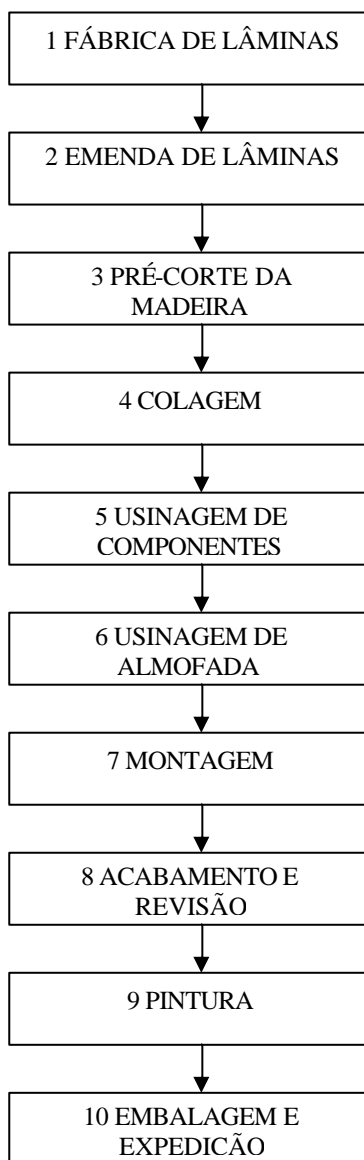 1 FÁBRICA DE LÂMINAS
2 EMENDA DE LÂMINAS
3 PRÉ-CORTE DA
MADEIRA
4 COLAGEM
5 USINAGEM DE
COMPONENTES
6 USINAGEM DE
ALMOFADA
7 MONTAGEM
8 ACABAMENTO E
REVISÃO
9 PINTURA
10 EMBALAGEM E
EXPEDIÇÃO